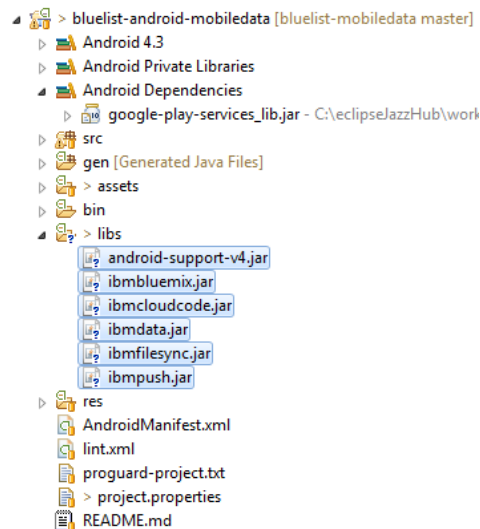 > bluelist-android-mobiledata [bluelist-mobiledata master]
Android 4.3
Android Private Libraries
Android Dependencies
google-play-services_lib.jar - C:\eclipseJazzHub\work
src
gen [Generated Java Files]
> assets
bin
> libs
android-support-v4.jar
ibmbluemix.jar
ibmcloudcode.jar
ibmdata.jar
ibmfilesync.jar
ibmpush.jar
res
AndroidManifest.xml
lint.xml
proguard-project.txt
> project.properties
README.md